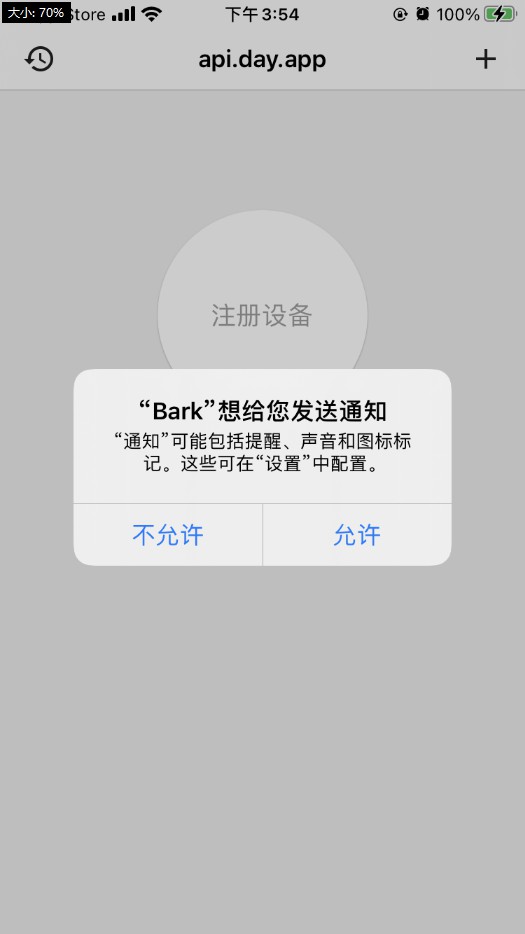 大小: 70%
Store
下午3:54
100%
api.day.app
注册设备
“Bark”想给您发送通知
“通知”可能包括提醒、声音和图标标
记。这些可在“设置”中配置。
不允许
允许